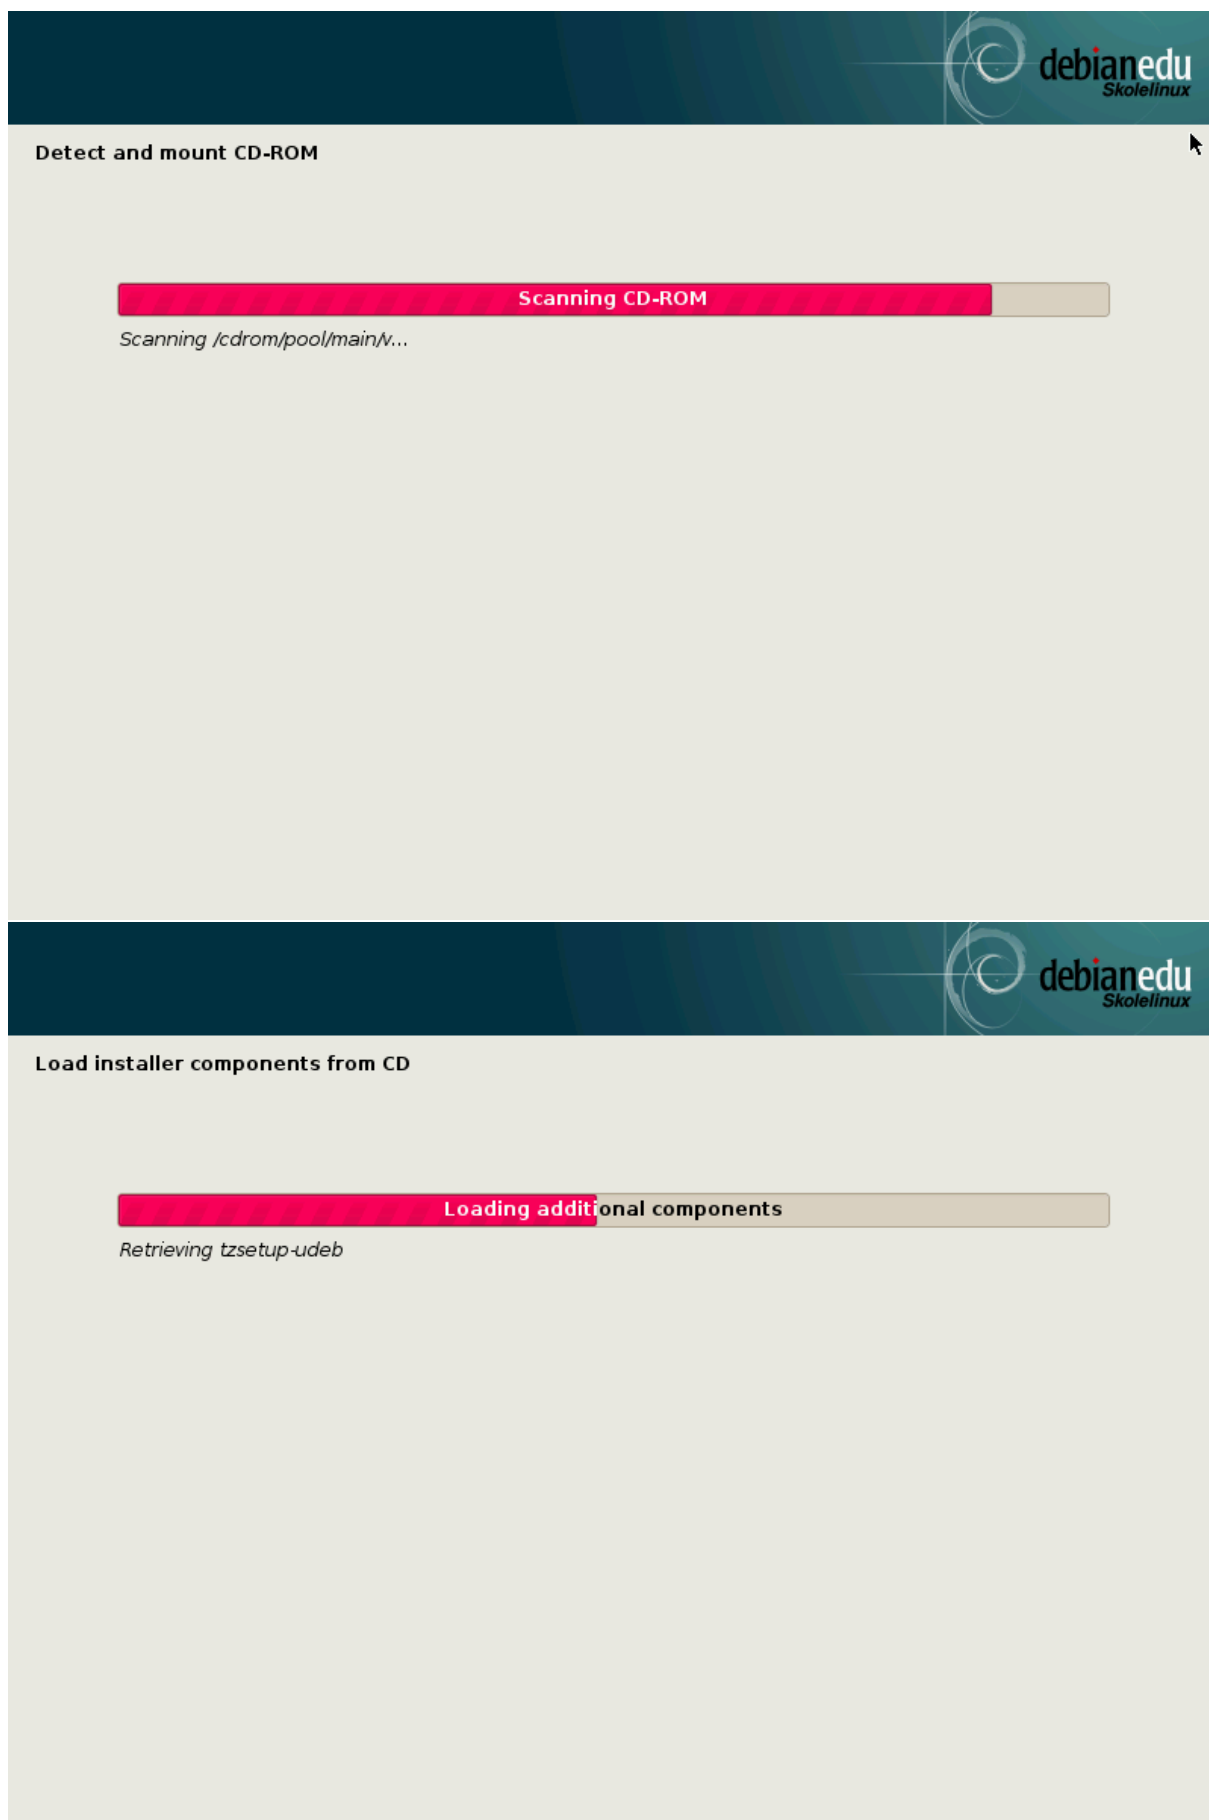 debianedu
Skolelinux
Detect and mount CD-ROM
Scanning CD-ROM
Scanning /cdrom/pool/main/v...
debianedu
Skolelinux
Load installer components from CD
Loading additional components
Retrieving tzsetup-udeb